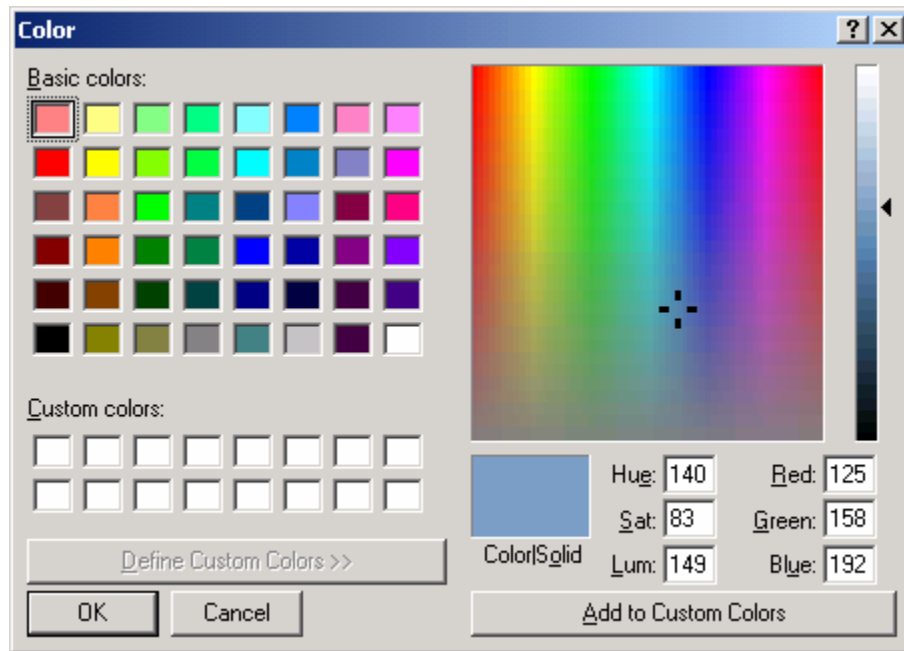 Color
Basic colors:
Custom colors:
Define Custom Colors >>
OK Cancel
Color|Solid
Hue: 140 Red: 125
Sat: 83 Green: 158
Lum: 149 Blue: 192
Add to Custom Colors